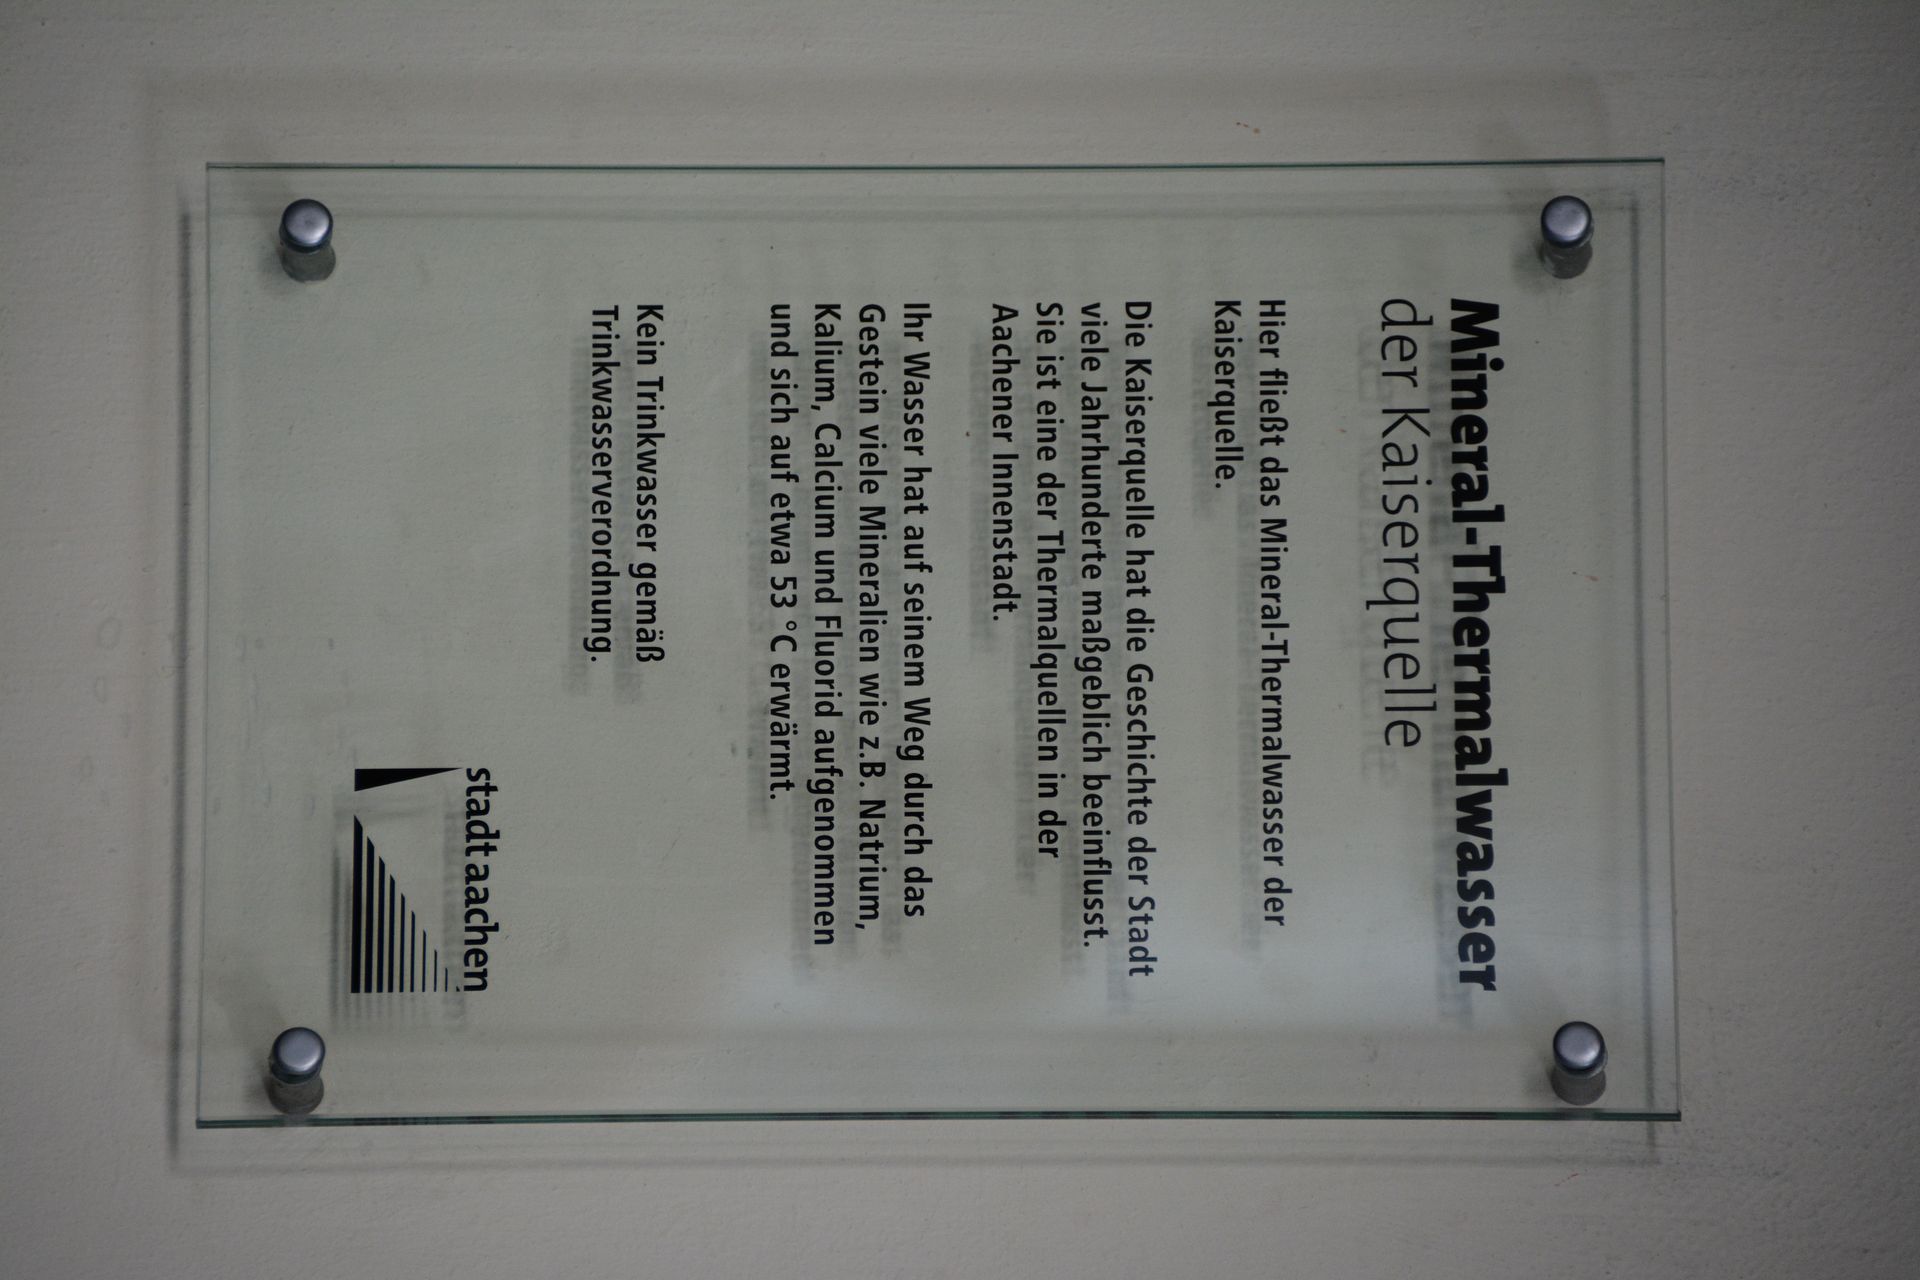 Mineral-Thermalwasser
der Kaiserquelle
Hier fließt das Mineral-Thermalwasser der
Kaiserquelle.
Die Kaiserquelle hat die Geschichte der Stadt
viele Jahrhunderte maßgeblich beeinflusst.
Sie ist eine der Thermalquellen in der
Aachener Innenstadt.
Ihr Wasser hat auf seinem Weg durch das
Gestein viele Mineralien wie z.B. Natrium,
Kalium, Calcium und Fluorid aufgenommen
und sich auf etwa 53 °C erwärmt.
Kein Trinkwasser gemäß
Trinkwasserverordnung.
stadt aachen